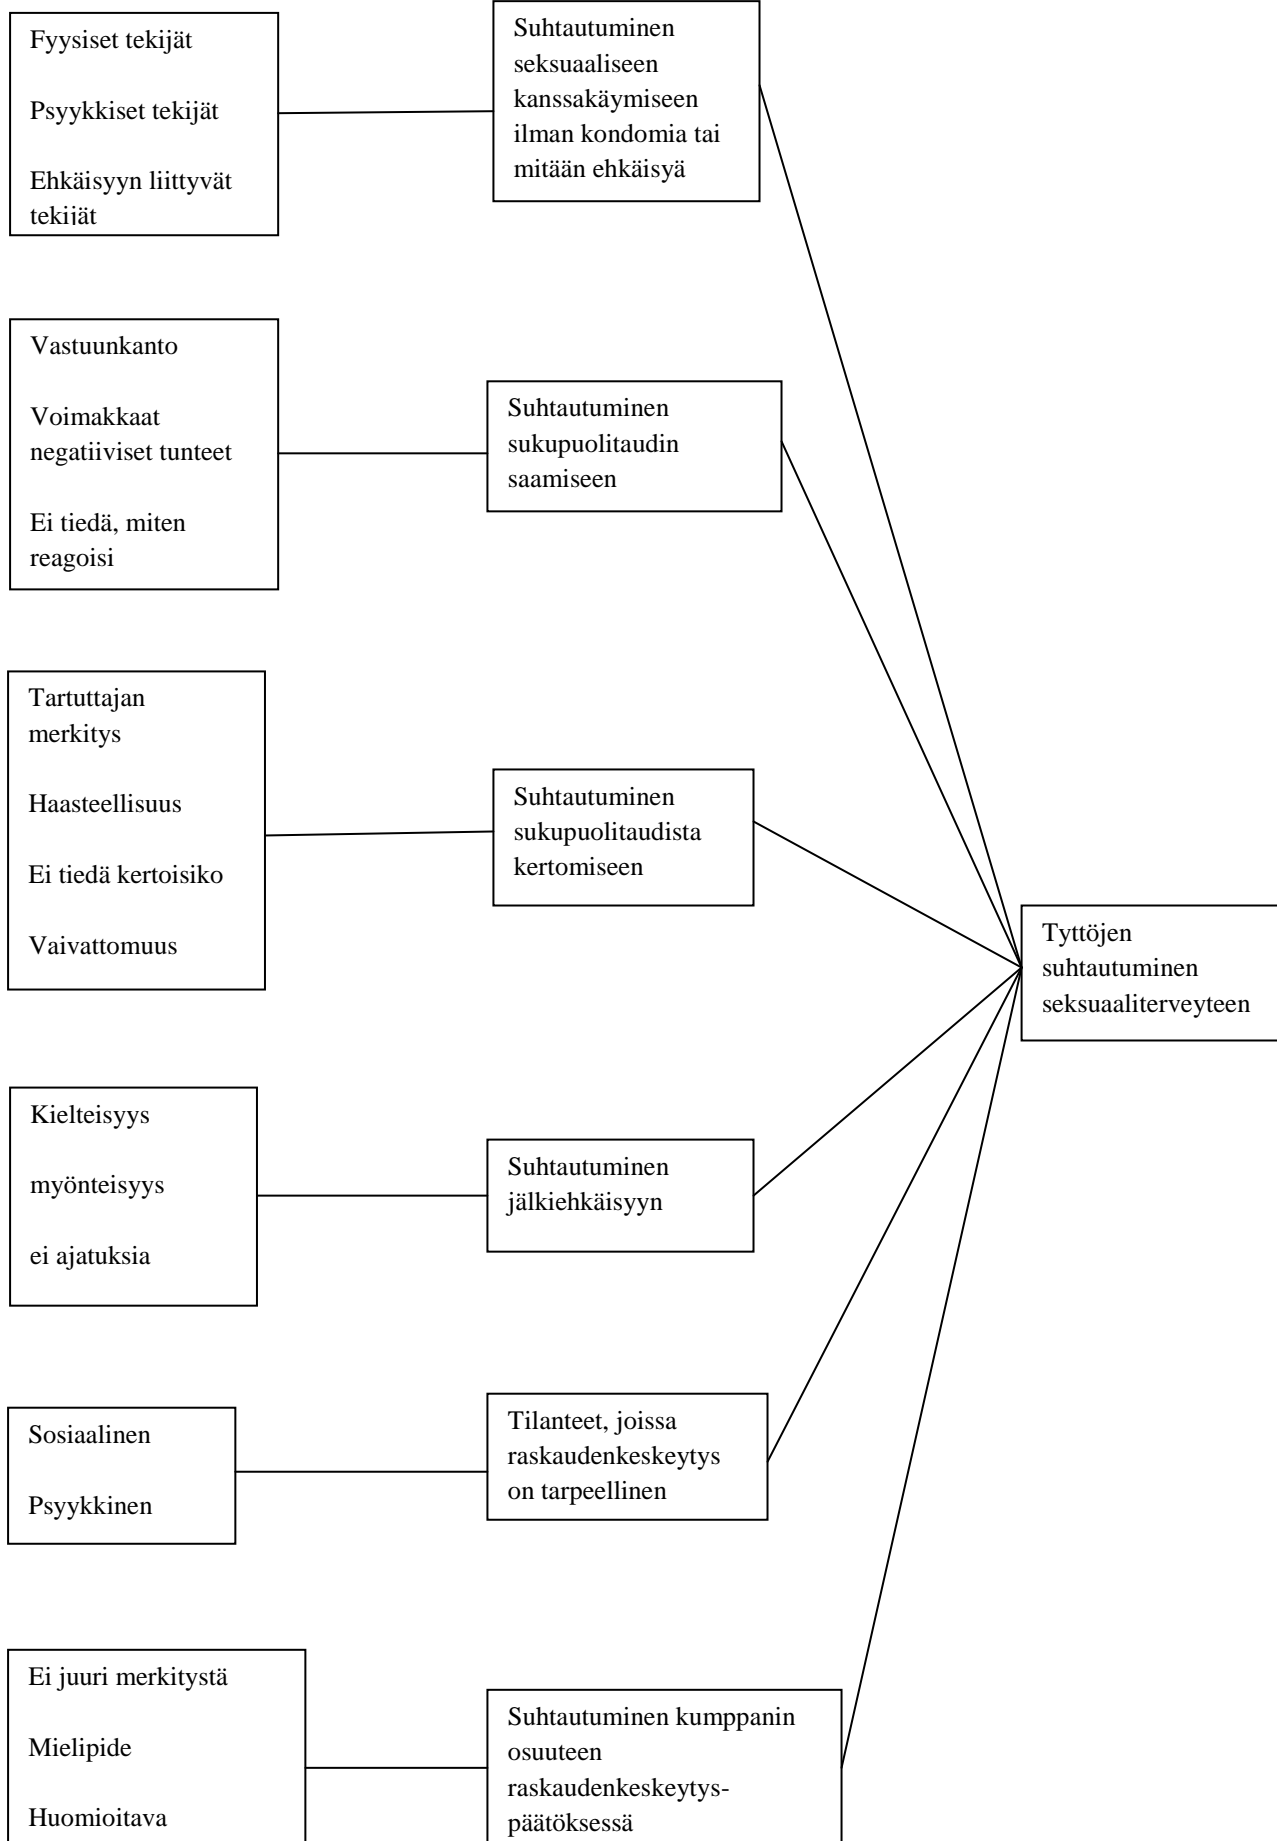 Fyysiset tekijät
Psyykkiset tekijät
Ehkäisyyn liittyvät
tekijät
Suhtautuminen
seksuaaliseen
kanssakäymiseen
ilman kondomia tai
mitään ehkäisyä
Vastuunkanto
Voimakkaat
negatiiviset tunteet
Ei tiedä, miten
reagoisi
Suhtautuminen
sukupuolitaudin
saamiseen
Tartuttajan
merkitys
Haasteellisuus
Ei tiedä kertoisiko
Vaivattomuus
Suhtautuminen
sukupuolitaudista
kertomiseen
Tyttöjen
suhtautuminen
seksuaaliterveyteen
Kielteisyys
myönteisyys
ei ajatuksia
Suhtautuminen
jälkiehkäisyyn
Sosiaalinen
Psyykkinen
Tilanteet, joissa
raskaudenkeskeytys
on tarpeellinen
Ei juuri merkitystä
Mielipide
Huomioitava
Suhtautuminen kumppanin
osuuteen
raskaudenkeskeytys-
päätöksessä